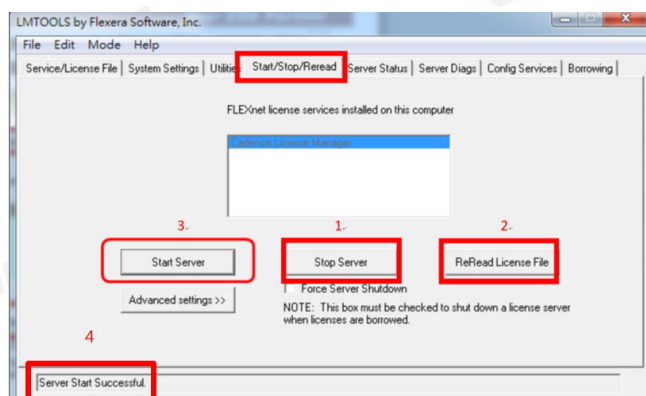 LMTOOLS by Flexera Software, Inc.
File Edit Mode Help
Service/License File System Settings Utilities Start/Stop/Reread Server Status Server Diags Config Services Borrowing
FLEXnet license services installed on this computer
Cadence License Manager
3. 1. 2.
Start Server Stop Server ReRead License File
Force Server Shutdown
Advanced settings >>
NOTE: This box must be checked to shut down a license server
when licenses are borrowed.
4
Server Start Successful.